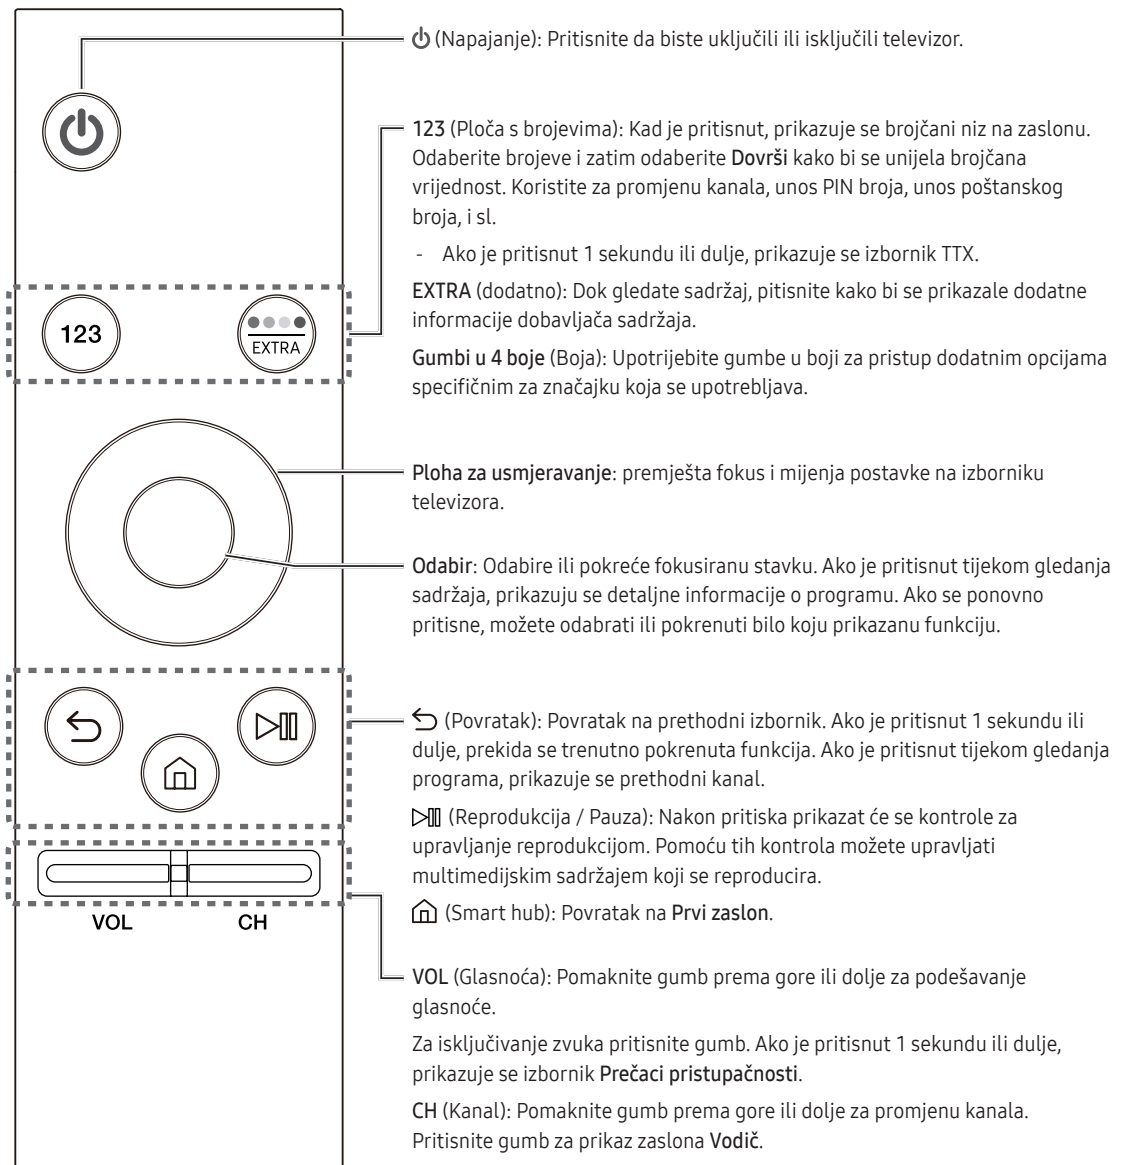 (Napajanje): Pritisnite da biste uključili ili isključili televizor.
123 (Ploča s brojevima): Kad je pritisnut, prikazuje se brojčani niz na zaslonu.
Odaberite brojeve i zatim odaberite Dovrši kako bi se unijela brojčana
vrijednost. Koristite za promjenu kanala, unos PIN broja, unos poštanskog
broja, i sl.
- Ako je pritisnut 1 sekundu ili dulje, prikazuje se izbornik TTX.
EXTRA (dodatno): Dok gledate sadržaj, pitisnite kako bi se prikazale dodatne
informacije dobavljača sadržaja.
Gumbi u 4 boje (Boja): Upotrijebite gumbe u boji za pristup dodatnim opcijama
specifičnim za značajku koja se upotrebljava.
123
EXTRA
Ploha za usmjeravanje: premješta fokus i mijenja postavke na izborniku
televizora.
Odabir: Odabire ili pokreće fokusiranu stavku. Ako je pritisnut tijekom gledanja
sadržaja, prikazuju se detaljne informacije o programu. Ako se ponovno
pritisne, možete odabrati ili pokrenuti bilo koju prikazanu funkciju.
(Povratak): Povratak na prethodni izbornik. Ako je pritisnut 1 sekundu ili
dulje, prekida se trenutno pokrenuta funkcija. Ako je pritisnut tijekom gledanja
programa, prikazuje se prethodni kanal.
(Reprodukcija / Pauza): Nakon pritiska prikazat će se kontrole za
upravljanje reprodukcijom. Pomoću tih kontrola možete upravljati
multimedijskim sadržajem koji se reproducira.
(Smart hub): Povratak na Prvi zaslon.
VOL
CH
VOL (Glasnoća): Pomaknite gumb prema gore ili dolje za podešavanje
glasnoće.
Za isključivanje zvuka pritisnite gumb. Ako je pritisnut 1 sekundu ili dulje,
prikazuje se izbornik Prečaci pristupačnosti.
CH (Kanal): Pomaknite gumb prema gore ili dolje za promjenu kanala.
Pritisnite gumb za prikaz zaslona Vodič.